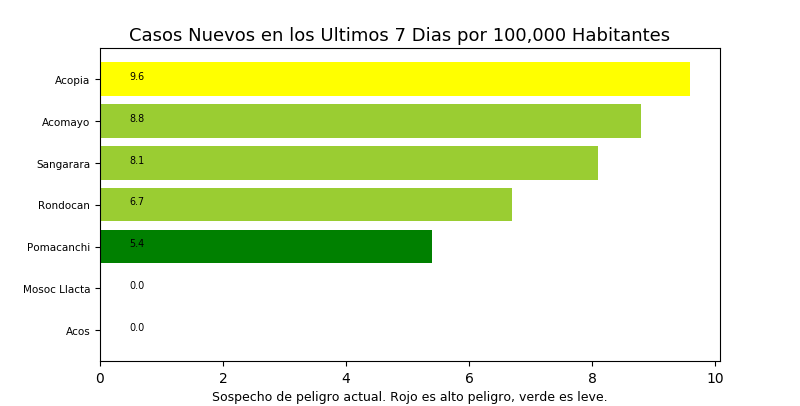 Casos Nuevos en los Ultimos 7 Dias por 100,000 Habitantes
Acopia 9.6
Acomayo 8.8
Sangarara 8.1
Rondocan 6.7
Pomacanchi 5.4
Mosoc Llacta 0.0
Acos 0.0
0 2 4 6 8 10
Sospecho de peligro actual. Rojo es alto peligro, verde es leve.